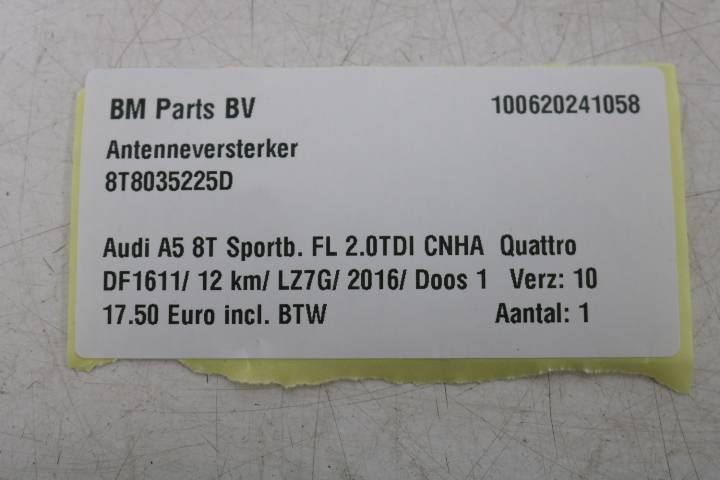 BM Parts BV 100620241058
Antenneversterker
8T8035225D
Audi A5 8T Sportb. FL 2.0TDI CNHA Quattro
DF1611/ 12 km/ LZ7G/ 2016/ Doos 1 Verz: 10
17.50 Euro incl. BTW Aantal: 1